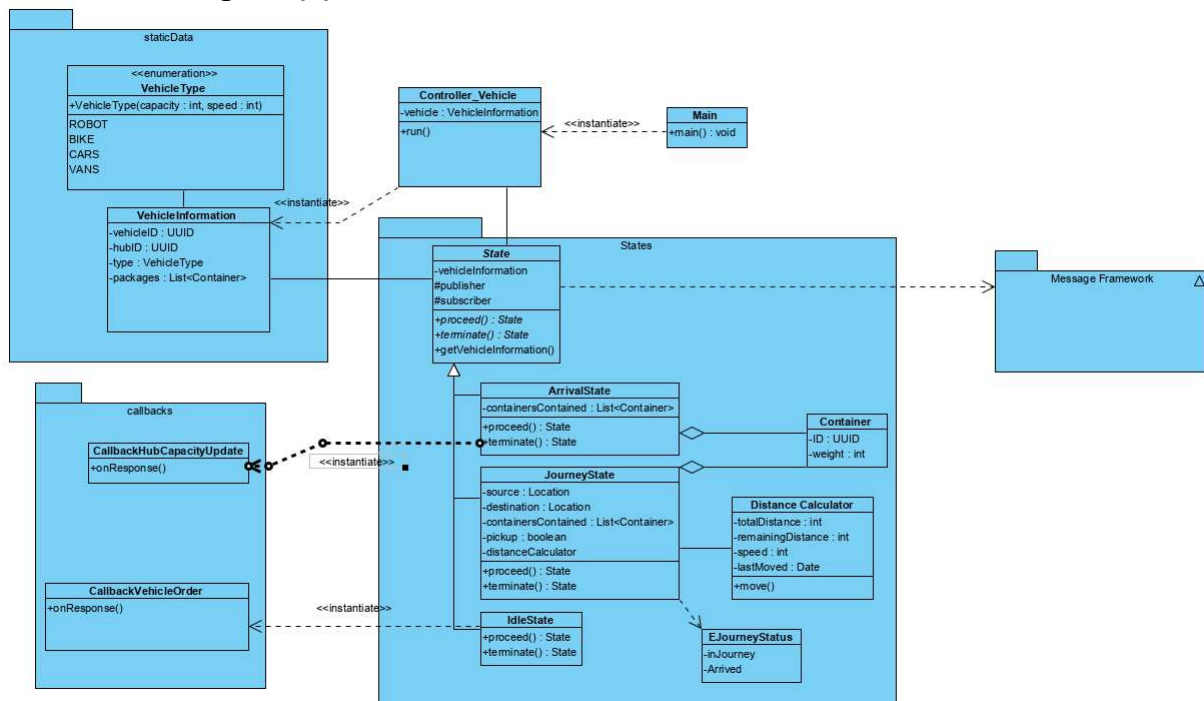 staticData
<<enumeration>>
VehicleType
+VehicleType(capacity : int, speed : int)
ROBOT
BIKE
CARS
VANS
Controller_Vehicle
-vehicle : VehicleInformation
+run()
<<instantiate>>
Main
+main() : void
<<instantiate>>
VehicleInformation
-vehicleID : UUID
-hubID : UUID
-type : VehicleType
-packages : List<Container>
States
State
-vehicleInformation
#publisher
#subscriber
+proceed() : State
+terminate() : State
+getVehicleInformation()
Message Framework
callbacks
CallbackHubCapacityUpdate
+onResponse()
<<instantiate>>
ArrivalState
-containersContained : List<Container>
+proceed() : State
+terminate() : State
Container
-ID : UUID
-weight : int
JourneyState
-source : Location
-destination : Location
-containersContained : List<Container>
-pickup : boolean
-distanceCalculator
+proceed() : State
+terminate() : State
Distance Calculator
-totalDistance : int
-remainingDistance : int
-speed : int
-lastMoved : Date
+move()
CallbackVehicleOrder
+onResponse()
<<instantiate>>
IdleState
+proceed() : State
+terminate() : State
EJourneyStatus
-inJourney
-Arrived